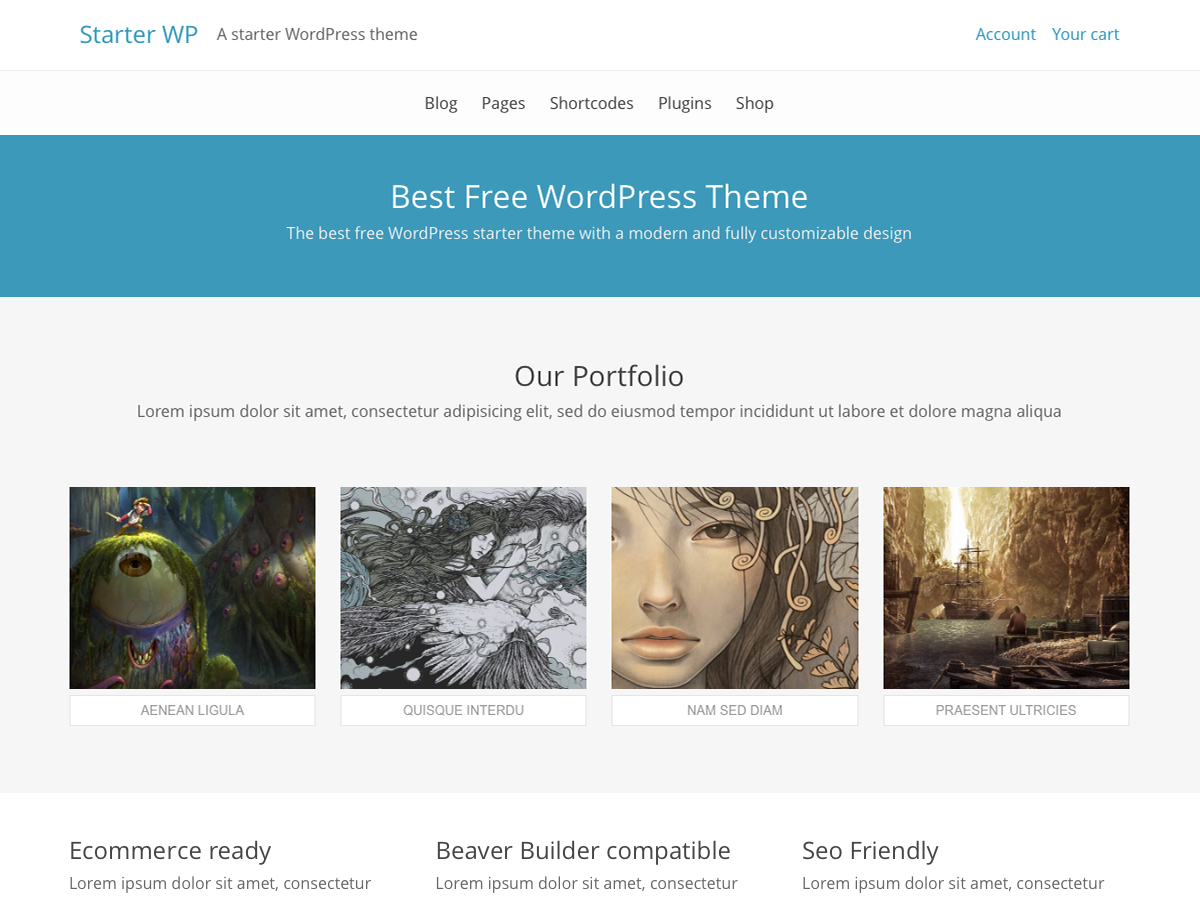 Starter WP A starter WordPress theme Account Your cart
Blog Pages Shortcodes Plugins Shop
Best Free WordPress Theme
The best free WordPress starter theme with a modern and fully customizable design
Our Portfolio
Lorem ipsum dolor sit amet, consectetur adipisicing elit, sed do eiusmod tempor incididunt ut labore et dolore magna aliqua
AENEAN LIGULA QUISQUE INTERDU NAM SED DIAM PRAESENT ULTRICIES
Ecommerce ready Beaver Builder compatible Seo Friendly
Lorem ipsum dolor sit amet, consectetur Lorem ipsum dolor sit amet, consectetur Lorem ipsum dolor sit amet, consectetur